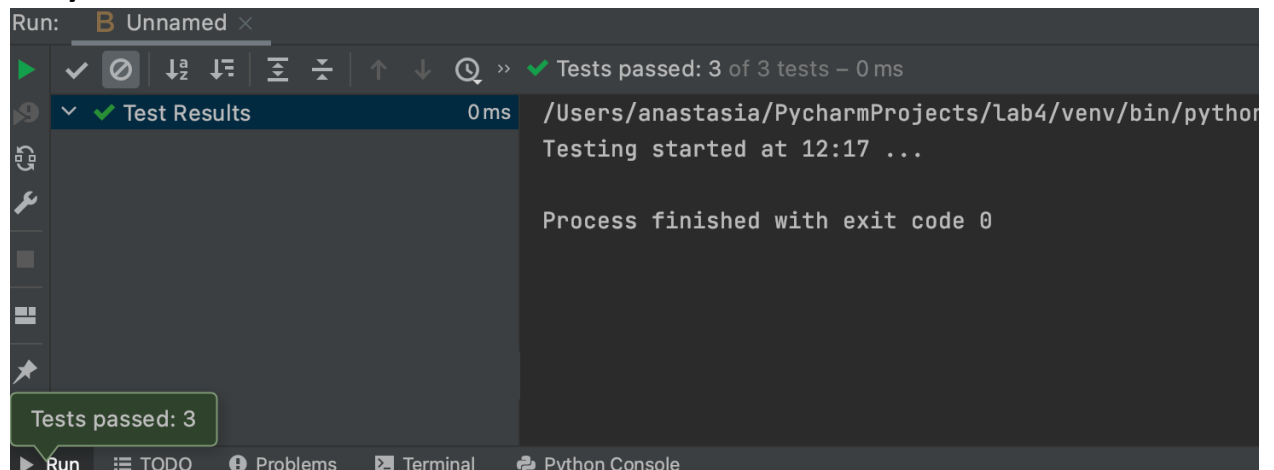 Run: B Unnamed ×
» Tests passed: 3 of 3 tests – 0 ms
Test Results 0 ms
/Users/anastasia/PycharmProjects/lab4/venv/bin/python
Testing started at 12:17 ...
Process finished with exit code 0
Tests passed: 3
Run TODO Problems Terminal Python Console